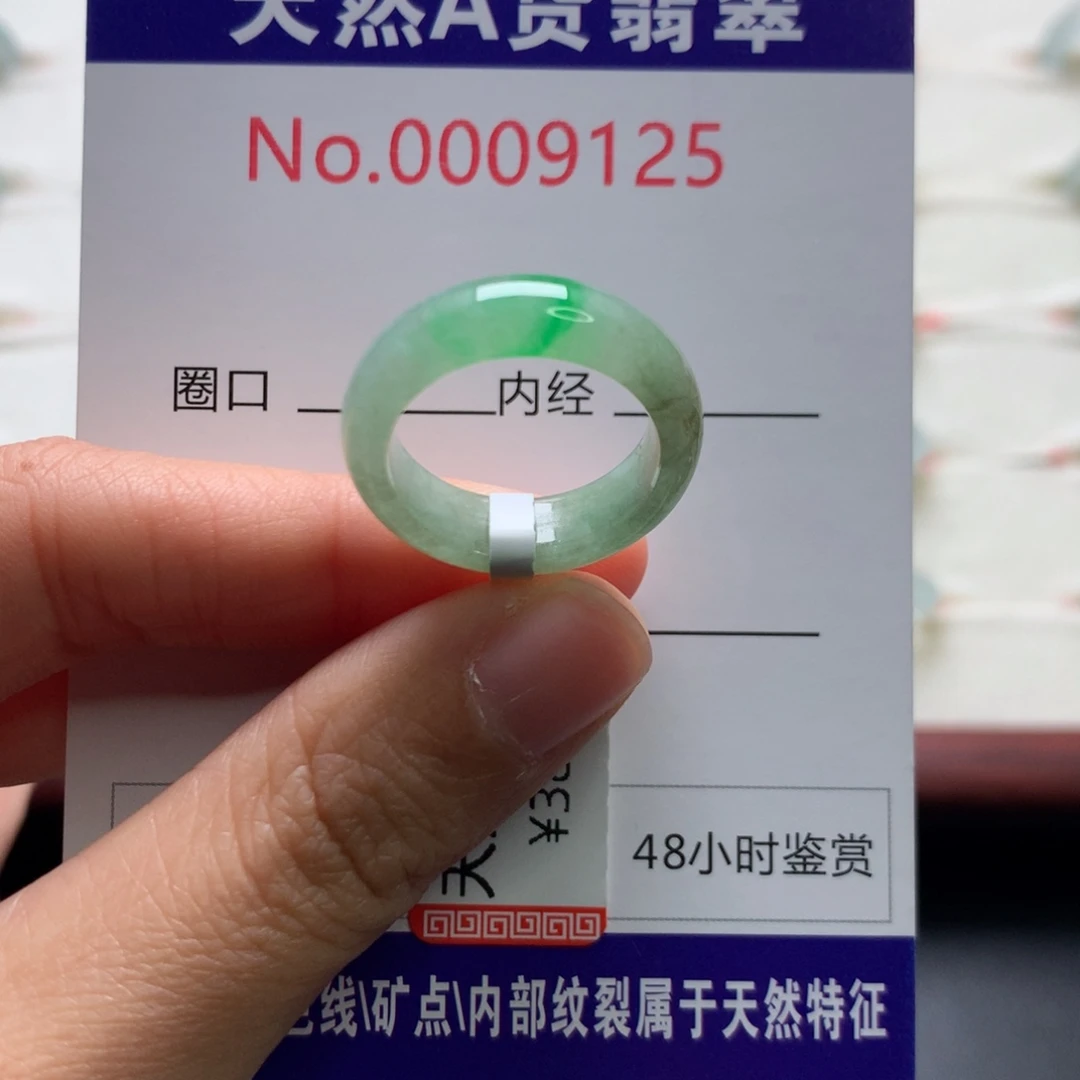 天然A货翡翠
No.0009125
圈口 内经
¥3
48小时鉴赏
线\矿点\内部纹裂属于天然特征